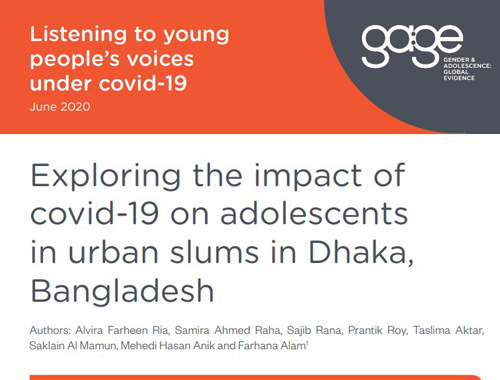 Listening to young
people's voices
under covid-19
June 2020
gage
GENDER &
ADOLESCENCE:
GLOBAL
EVIDENCE
Exploring the impact of
covid-19 on adolescents
in urban slums in Dhaka,
Bangladesh
Authors: Alvira Farheen Ria, Samira Ahmed Raha, Sajib Rana, Prantik Roy, Taslima Aktar,
Saklain Al Mamun, Mehedi Hasan Anik and Farhana Alam¹